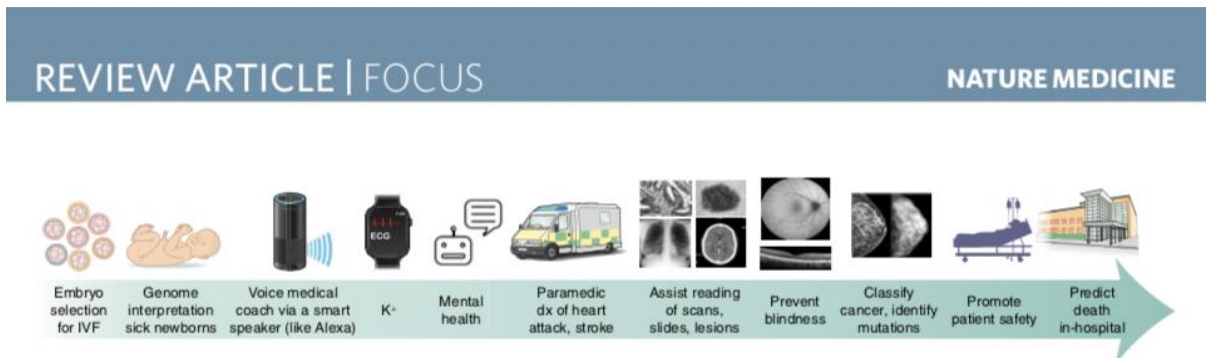 REVIEW ARTICLE | FOCUS
NATURE MEDICINE
ECG
Embryo
selection
for IVF
Genome
interpretation
sick newborns
Voice medical
coach via a smart
speaker (like Alexa)
K+
Mental
health
Paramedic
dx of heart
attack, stroke
Assist reading
of scans,
slides, lesions
Prevent
blindness
Classify
cancer, identify
mutations
Promote
patient safety
Predict
death
in-hospital